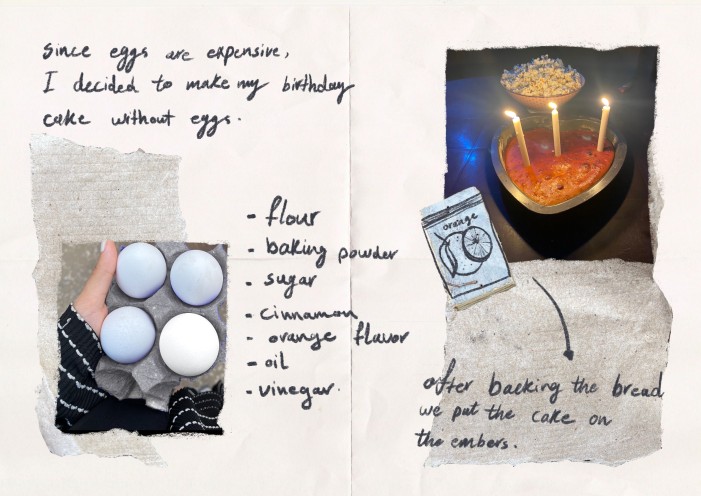 Since eggs are expensive,
I decided to make my birthday
cake without eggs.
- flour
- baking powder
- sugar
- cinnamon
- orange flavor
- oil
- vinegar.
orange
after backing the bread
we put the cake on
the embers.